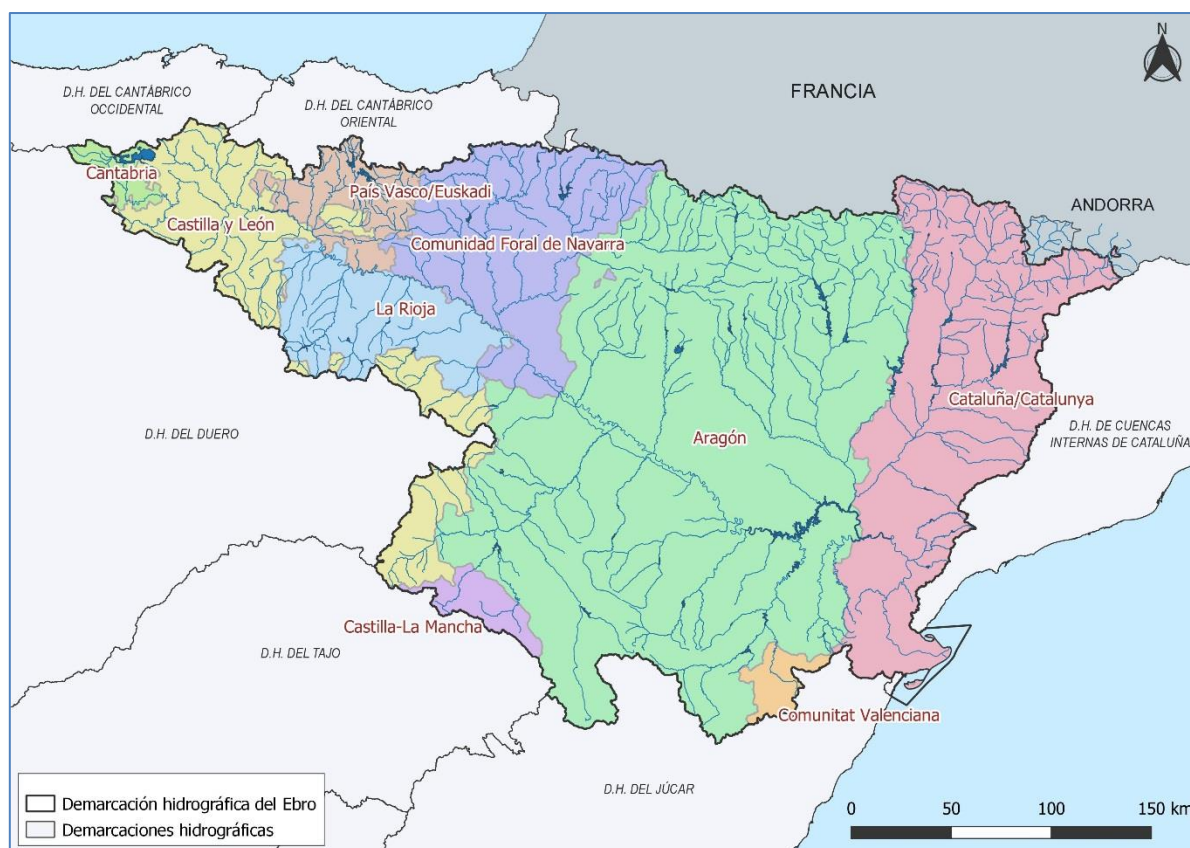 N
FRANCIA
D.H. DEL CANTÁBRICO
OCCIDENTAL
D.H. DEL CANTÁBRICO
ORIENTAL
Cantabria
País Vasco/Euskadi
ANDORRA
Castilla y León
Comunidad Foral de Navarra
La Rioja
Cataluña/Catalunya
D.H. DE CUENCAS
INTERNAS DE CATALUÑA
D.H. DEL DUERO
Aragón
Castilla-La Mancha
D.H. DEL TAJO
Comunitat Valenciana
D.H. DEL JÚCAR
Demarcación hidrográfica del Ebro
Demarcaciones hidrográficas
0 50 100 150 km